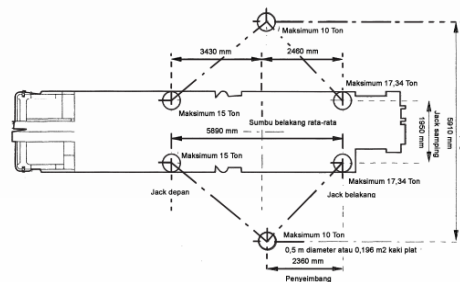 Maksimum 10 Ton
3430 mm
2460 mm
Maksimum 17,34 Ton
Maksimum 15 Ton
Sumbu belakang rata-rata
5890 mm
1950 mm
Jack samping
5910 mm
Maksimum 15 Ton
Maksimum 17,34 Ton
Jack depan
Jack belakang
Maksimum 10 Ton
0,5 m diameter atau 0,196 m2 kaki plat
2360 mm
Penyeimbang